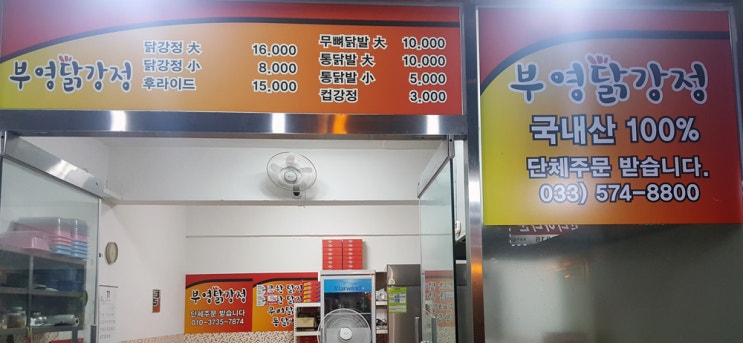 부영닭강정
닭강정 大 16,000
닭강정 小 8,000
후라이드 15,000
무뼈닭발 大 10,000
통닭발 大 10,000
통닭발 小 5,000
컵강정 3,000
부영닭강정
국내산 100%
단체주문 받습니다.
033) 574-8800
부영닭강정
단체주문 받습니다
010-3735-7874